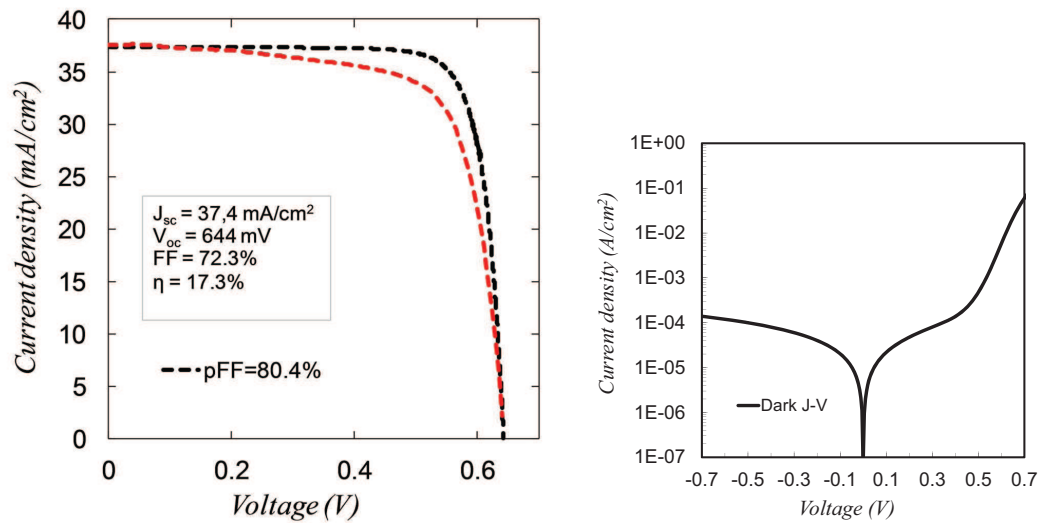 40
35
30
25
20
15
10
5
0
Current density (mA/cm²)
J_sc = 37,4 mA/cm²
V_oc = 644 mV
FF = 72.3%
η = 17.3%
pFF=80.4%
0 0.2 0.4 0.6
Voltage (V)
1E+00
1E-01
1E-02
1E-03
1E-04
1E-05
1E-06
1E-07
Current density (A/cm²)
Dark J-V
-0.7 -0.5 -0.3 -0.1 0.1 0.3 0.5 0.7
Voltage (V)